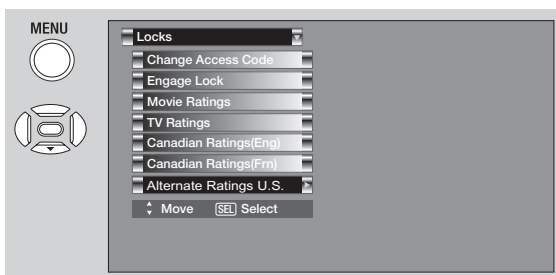 MENU
Locks
Change Access Code
Engage Lock
Movie Ratings
TV Ratings
Canadian Ratings(Eng)
Canadian Ratings(Frn)
Alternate Ratings U.S.
Move SEL Select